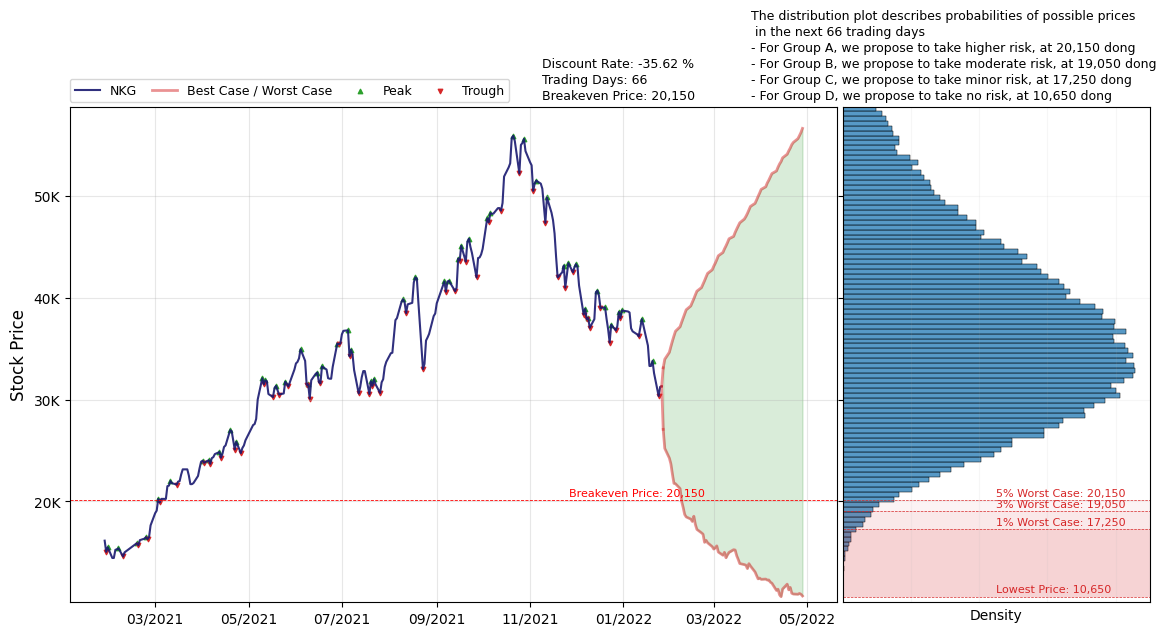 The distribution plot describes probabilities of possible prices
in the next 66 trading days
- For Group A, we propose to take higher risk, at 20,150 dong
- For Group B, we propose to take moderate risk, at 19,050 dong
- For Group C, we propose to take minor risk, at 17,250 dong
- For Group D, we propose to take no risk, at 10,650 dong
Discount Rate: -35.62 %
Trading Days: 66
Breakeven Price: 20,150
NKG
Best Case / Worst Case
Peak
Trough
Stock Price
50K
40K
30K
20K
Breakeven Price: 20,150
5% Worst Case: 20,150
3% Worst Case: 19,050
1% Worst Case: 17,250
Lowest Price: 10,650
03/2021
05/2021
07/2021
09/2021
11/2021
01/2022
03/2022
05/2022
Density